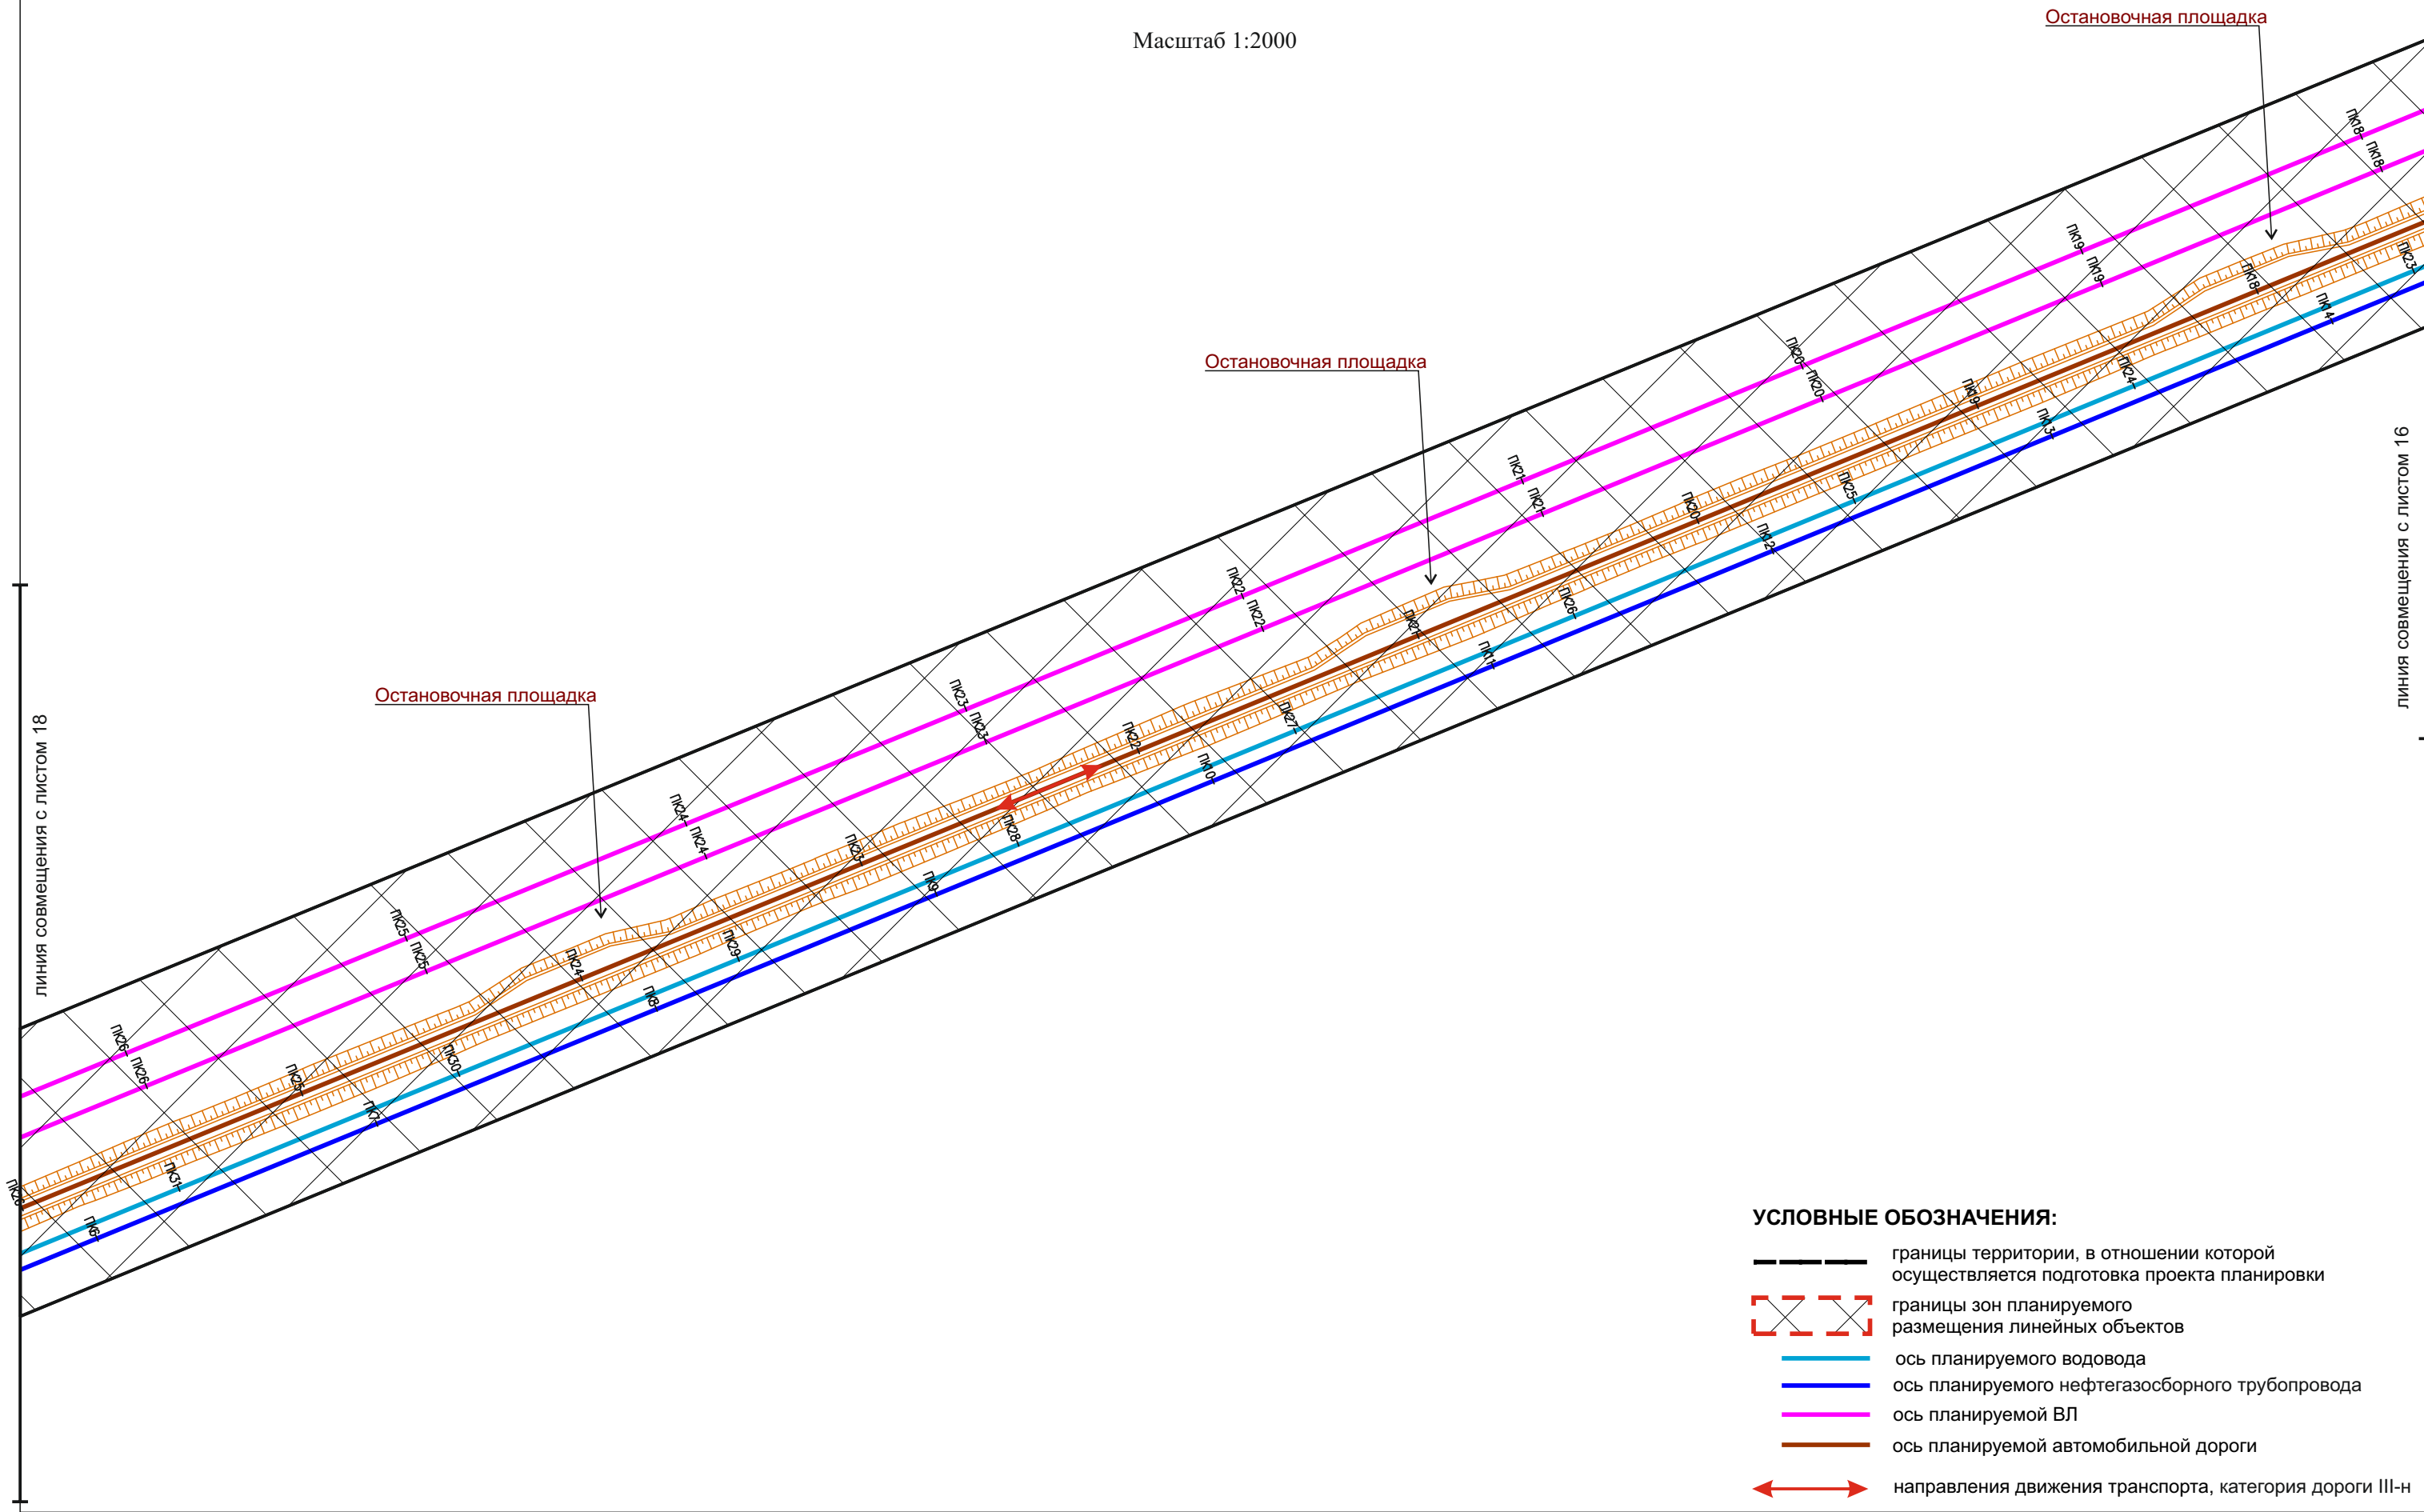 Остановочная площадка
Масштаб 1:2000
ПК18
ПК18
ПК19
ПК19
ПК23
ПК18
ПК14
Остановочная площадка
ПК20
ПК20
ПК24
ПК19
ПК13
линия совмещения с листом 16
ПК21
ПК21
ПК25
ПК20
ПК12
ПК22
ПК22
ПК26
ПК21
ПК11
Остановочная площадка
ПК23
ПК23
ПК27
ПК22
ПК10
линия совмещения с листом 18
ПК24
ПК24
ПК28
ПК23
ПК9
ПК25
ПК25
ПК29
ПК24
ПК8
ПК26
ПК26
ПК30
ПК25
ПК7
ПК31
ПК26
ПК6
УСЛОВНЫЕ ОБОЗНАЧЕНИЯ:
границы территории, в отношении которой
осуществляется подготовка проекта планировки
границы зон планируемого
размещения линейных объектов
ось планируемого водовода
ось планируемого нефтегазосборного трубопровода
ось планируемой ВЛ
ось планируемой автомобильной дороги
направления движения транспорта, категория дороги III-н